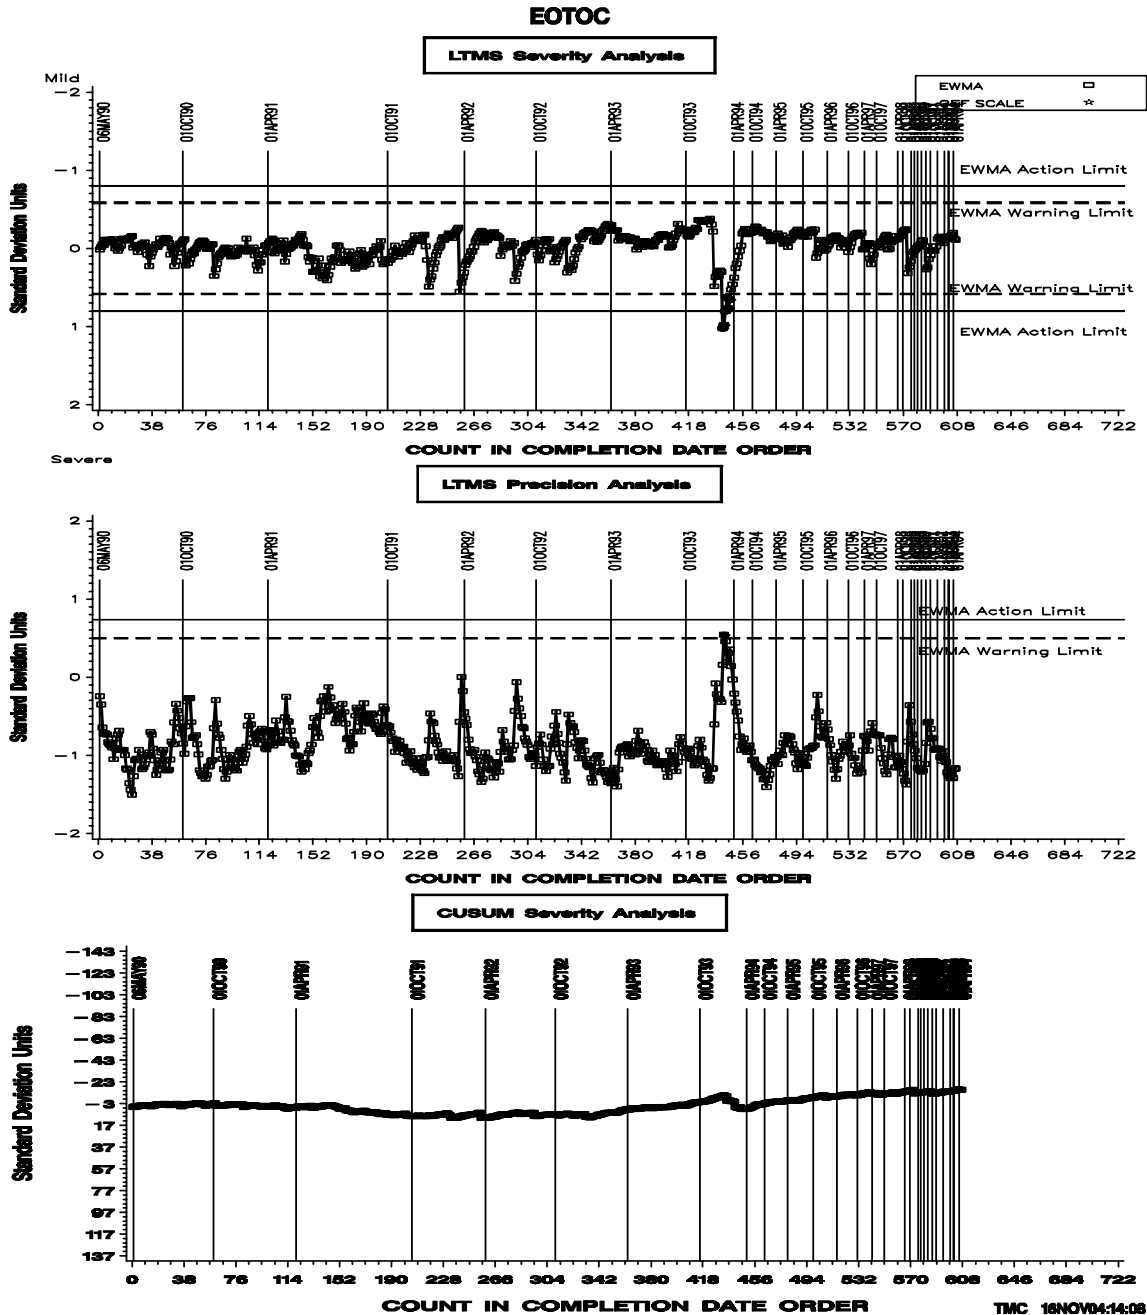 EOTOC
LTMS Severity Analysis
Mild
EWMA
SCALE
-2
-1
0
1
2
Standard Deviation Units
06MAY90
01OCT90
01APR91
01OCT91
01APR92
01OCT92
01APR93
01OCT93
01APR94
01OCT94
01APR95
01OCT95
01APR96
01OCT96
01APR97
01OCT97
01APR98
EWMA Action Limit
EWMA Warning Limit
EWMA Warning Limit
EWMA Action Limit
0 38 76 114 152 190 228 266 304 342 380 418 456 494 532 570 608 646 684 722
COUNT IN COMPLETION DATE ORDER
Severe
LTMS Precision Analysis
2
1
0
-1
-2
Standard Deviation Units
06MAY90
01OCT90
01APR91
01OCT91
01APR92
01OCT92
01APR93
01OCT93
01APR94
01OCT94
01APR95
01OCT95
01APR96
01OCT96
01APR97
01OCT97
01APR98
EWMA Action Limit
EWMA Warning Limit
0 38 76 114 152 190 228 266 304 342 380 418 456 494 532 570 608 646 684 722
COUNT IN COMPLETION DATE ORDER
CUSUM Severity Analysis
-143
-123
-103
-83
-63
-43
-23
-3
17
37
57
77
97
117
137
Standard Deviation Units
06MAY90
01OCT90
01APR91
01OCT91
01APR92
01OCT92
01APR93
01OCT93
01APR94
01OCT94
01APR95
01OCT95
01APR96
01OCT96
01APR97
01OCT97
0 38 76 114 152 190 228 266 304 342 380 418 456 494 532 570 608 646 684 722
COUNT IN COMPLETION DATE ORDER
TMC 16NOV04:14:08